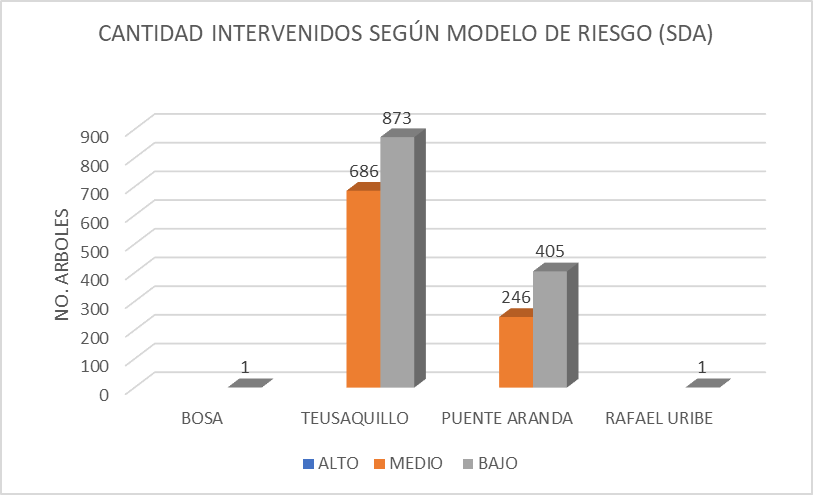 CANTIDAD INTERVENIDOS SEGÚN MODELO DE RIESGO (SDA)
NO. ARBOLES
900
800
700
600
500
400
300
200
100
0
1
686
873
246
405
1
BOSA
TEUSAQUILLO
PUENTE ARANDA
RAFAEL URIBE
ALTO
MEDIO
BAJO